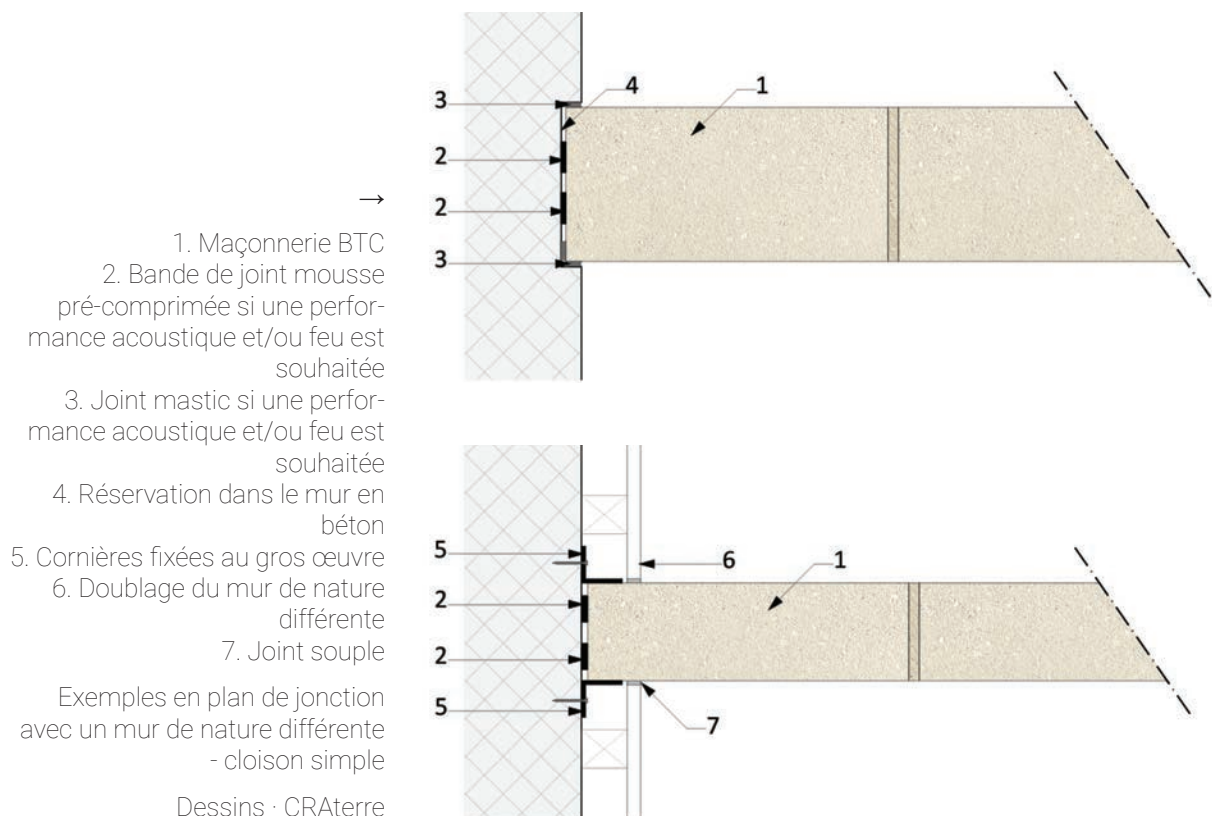 →
1. Maçonnerie BTC
2. Bande de joint mousse
pré-comprimée si une perfor-
mance acoustique et/ou feu est
souhaitée
3. Joint mastic si une perfor-
mance acoustique et/ou feu est
souhaitée
4. Réservation dans le mur en
béton
5. Cornières fixées au gros œuvre
6. Doublage du mur de nature
différente
7. Joint souple
Exemples en plan de jonction
avec un mur de nature différente
- cloison simple
Dessins · CRAterre
3
4
1
2
2
3
5
6
1
2
2
5
7